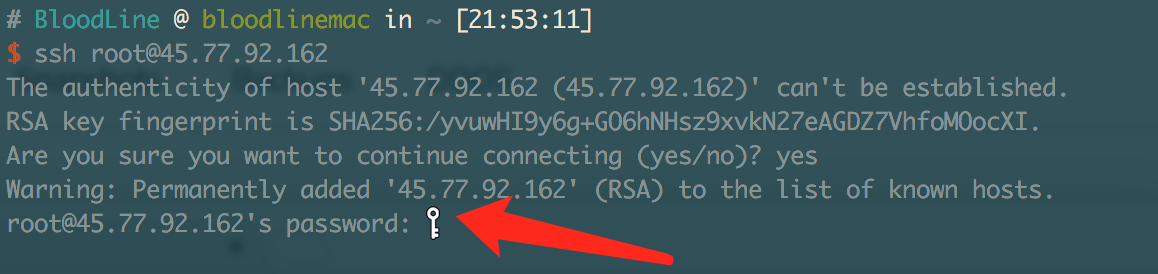 # BloodLine @ bloodlinemac in ~ [21:53:11]
$ ssh root@45.77.92.162
The authenticity of host '45.77.92.162 (45.77.92.162)' can't be established.
RSA key fingerprint is SHA256:/yvuwHI9y6g+GO6hNHsz9xvkN27eAGDZ7VhfoMOocXI.
Are you sure you want to continue connecting (yes/no)? yes
Warning: Permanently added '45.77.92.162' (RSA) to the list of known hosts.
root@45.77.92.162's password: